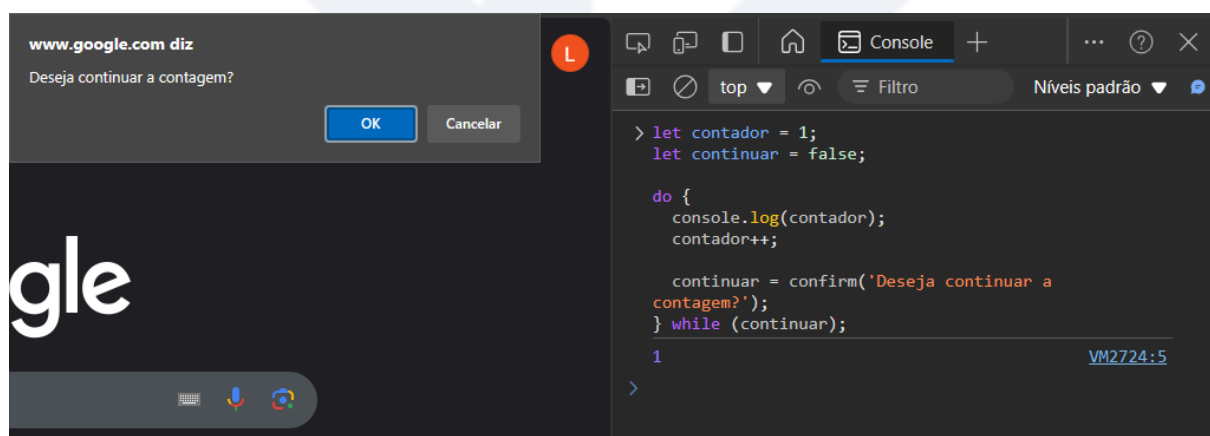 www.google.com diz
Deseja continuar a contagem?
OK Cancelar
L
gle
Console
top Filtro Níveis padrão
> let contador = 1;
let continuar = false;
do {
console.log(contador);
contador++;
continuar = confirm('Deseja continuar a
contagem?');
} while (continuar);
1 VM2724:5
>